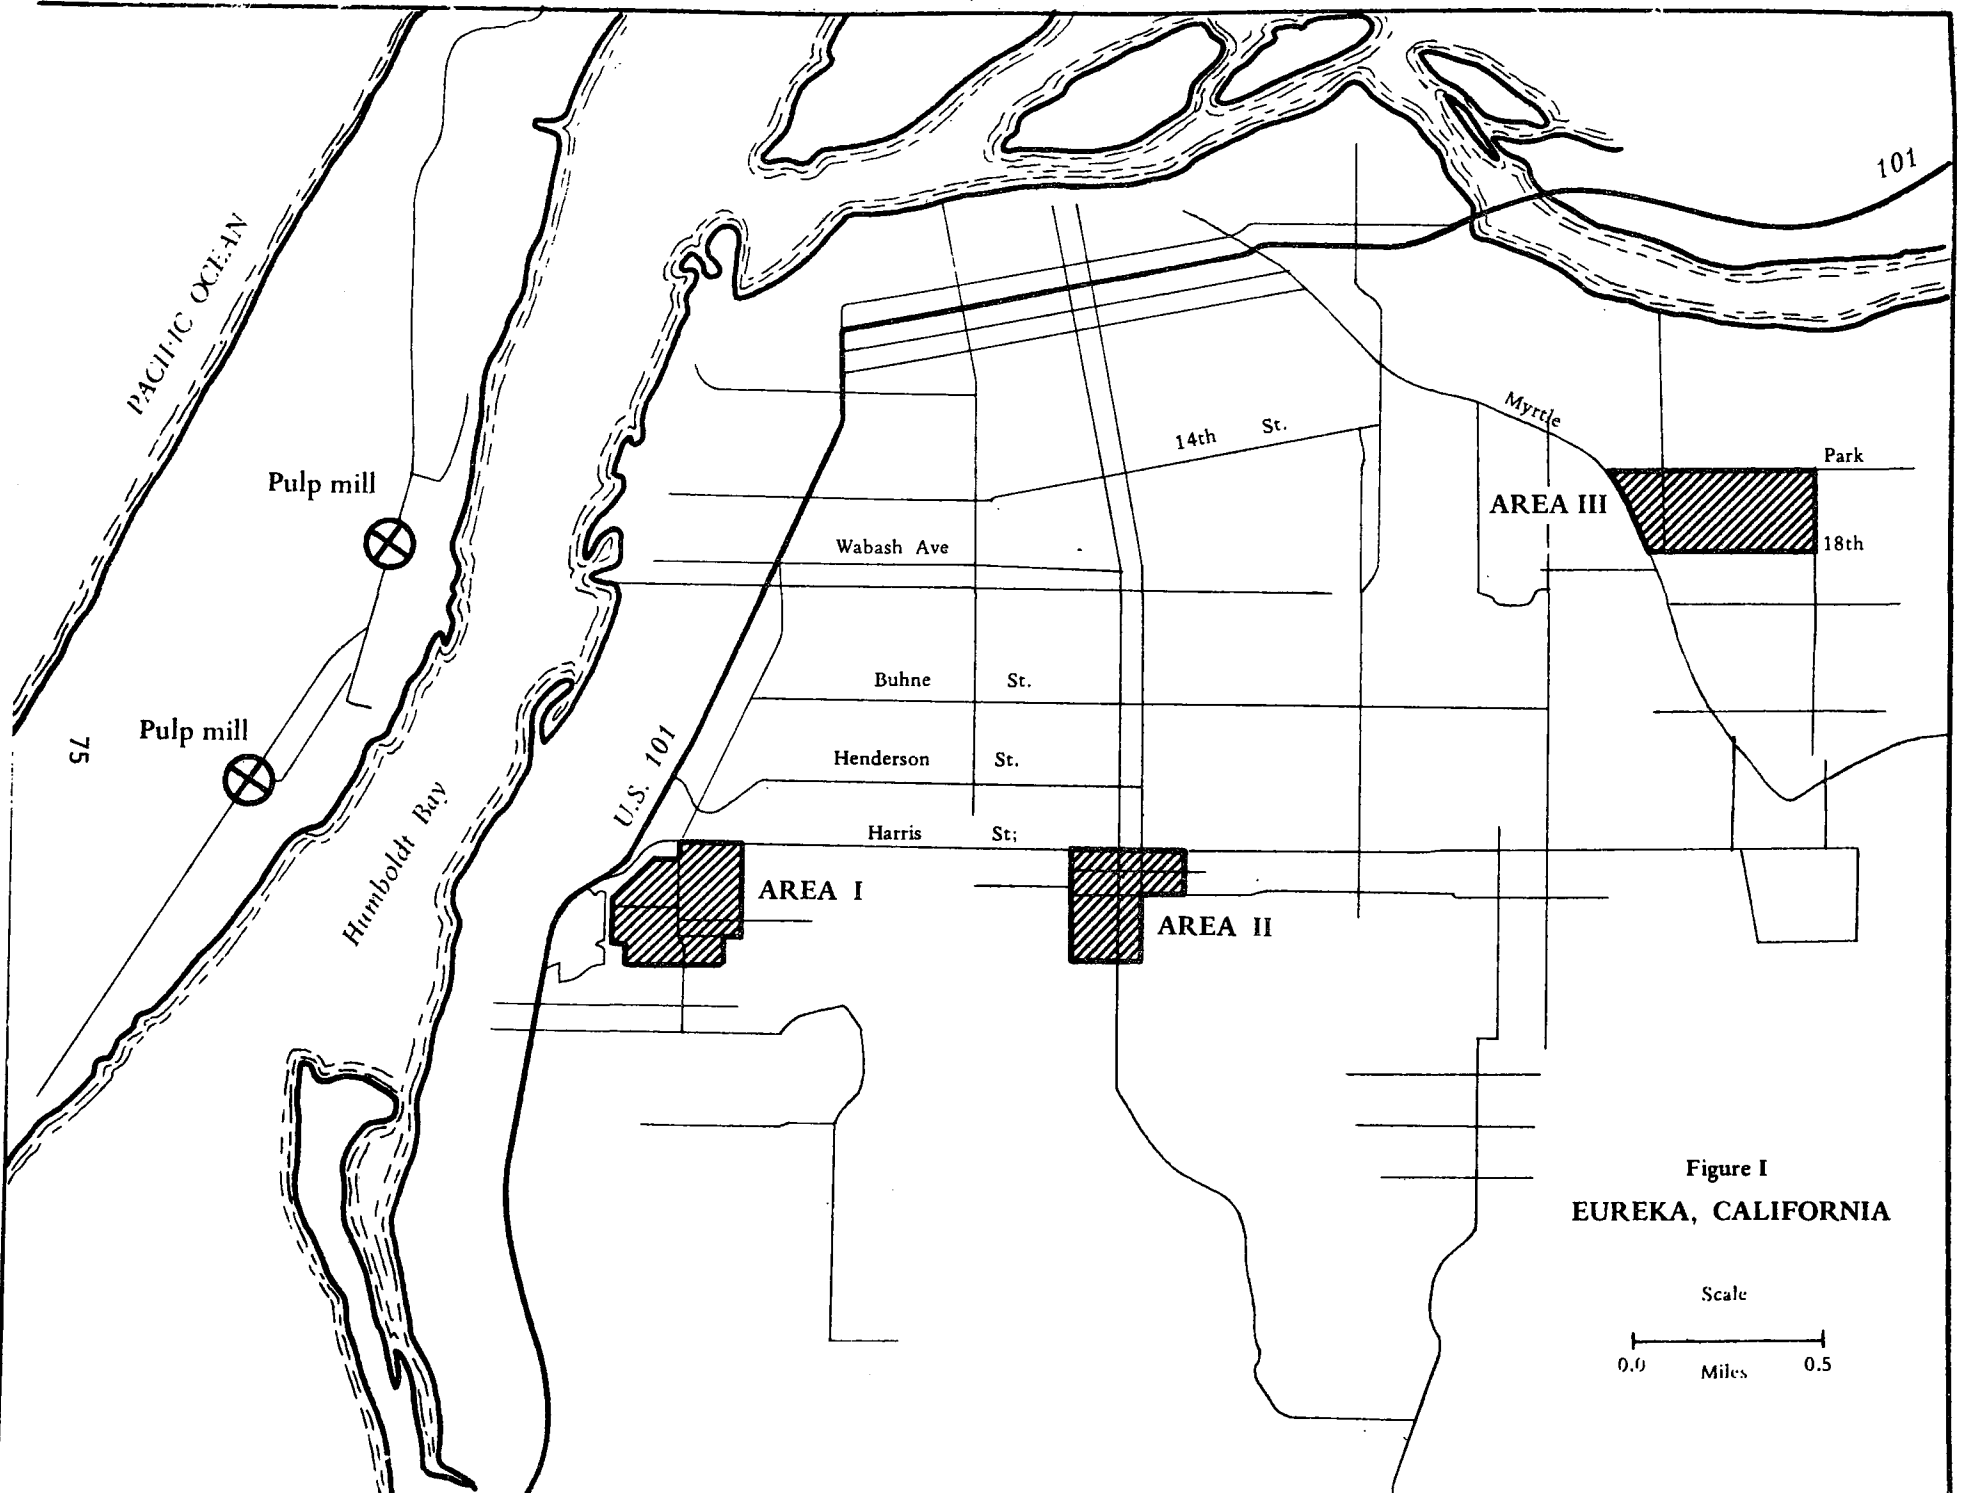 101
PACIFIC OCEAN
Myrtle
14th St.
Park
Pulp mill
AREA III
18th
Wabash Ave
Buhne St.
Pulp mill
75
U.S. 101
Henderson St.
Humboldt Bay
Harris St;
AREA I
AREA II
Figure I
EUREKA, CALIFORNIA
Scale
0.0 0.5
Miles